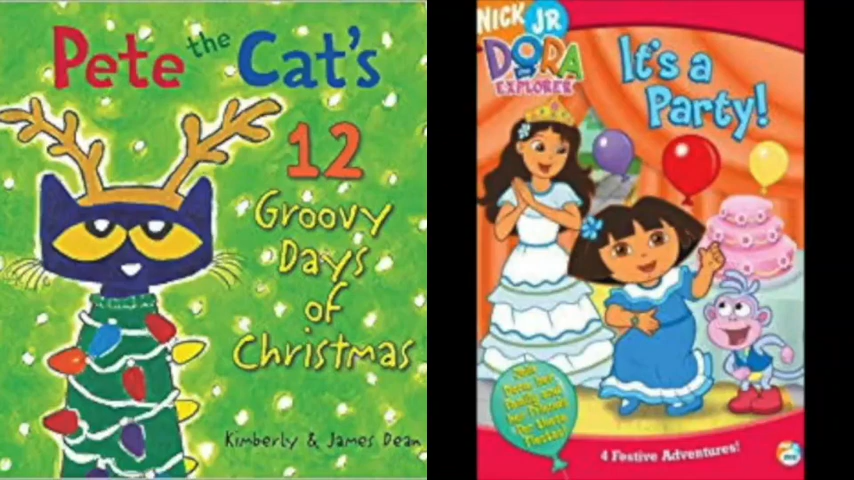 Pete the Cat's
12
Groovy
Days
of
Christmas
Kimberly & James Dean
NICK JR
DORA
the
EXPLORER
It's a
Party!
4 Festive Adventures!